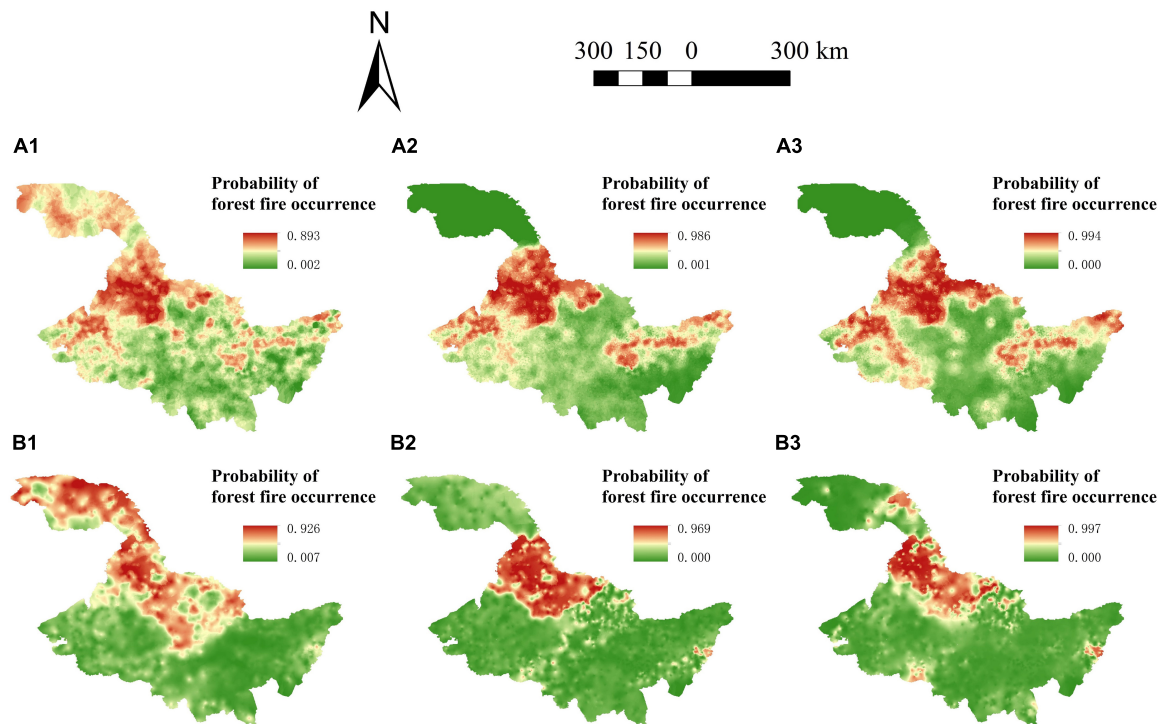 N
300 150 0 300 km
A1
Probability of
forest fire occurrence
0.893
0.002
A2
Probability of
forest fire occurrence
0.986
0.001
A3
Probability of
forest fire occurrence
0.994
0.000
B1
Probability of
forest fire occurrence
0.926
0.007
B2
Probability of
forest fire occurrence
0.969
0.000
B3
Probability of
forest fire occurrence
0.997
0.000